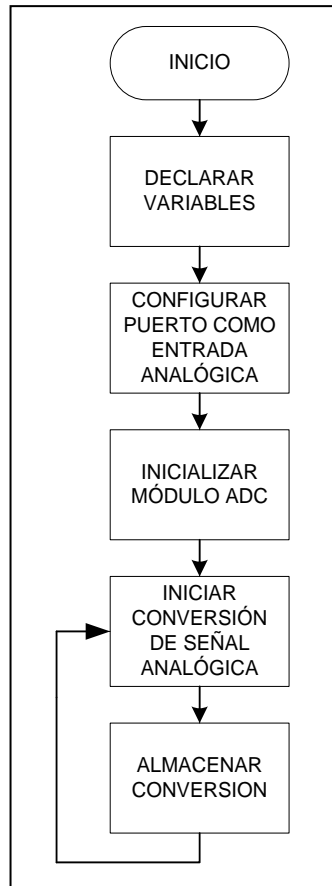 INICIO
DECLARAR
VARIABLES
CONFIGURAR
PUERTO COMO
ENTRADA
ANALÓGICA
INICIALIZAR
MÓDULO ADC
INICIAR
CONVERSIÓN
DE SEÑAL
ANALÓGICA
ALMACENAR
CONVERSION